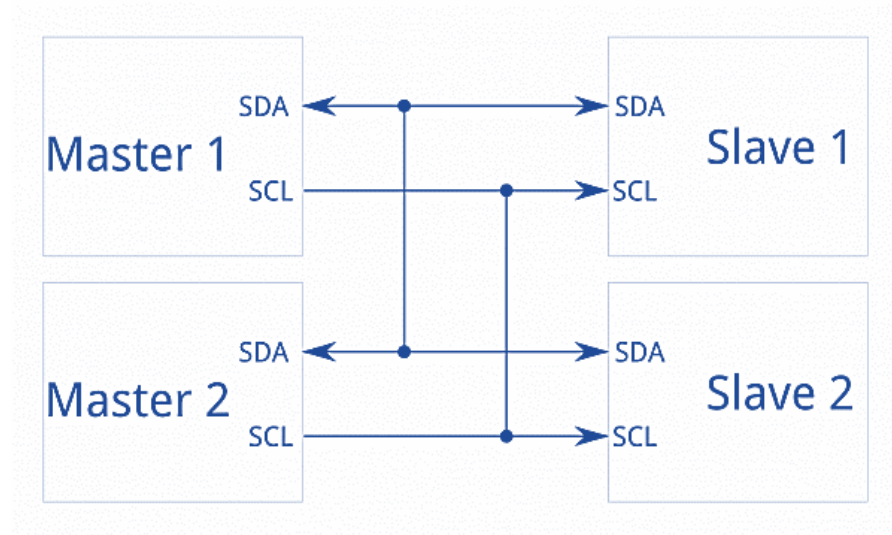 SDA
Master 1
SCL
SDA
Slave 1
SCL
SDA
Master 2
SCL
SDA
Slave 2
SCL